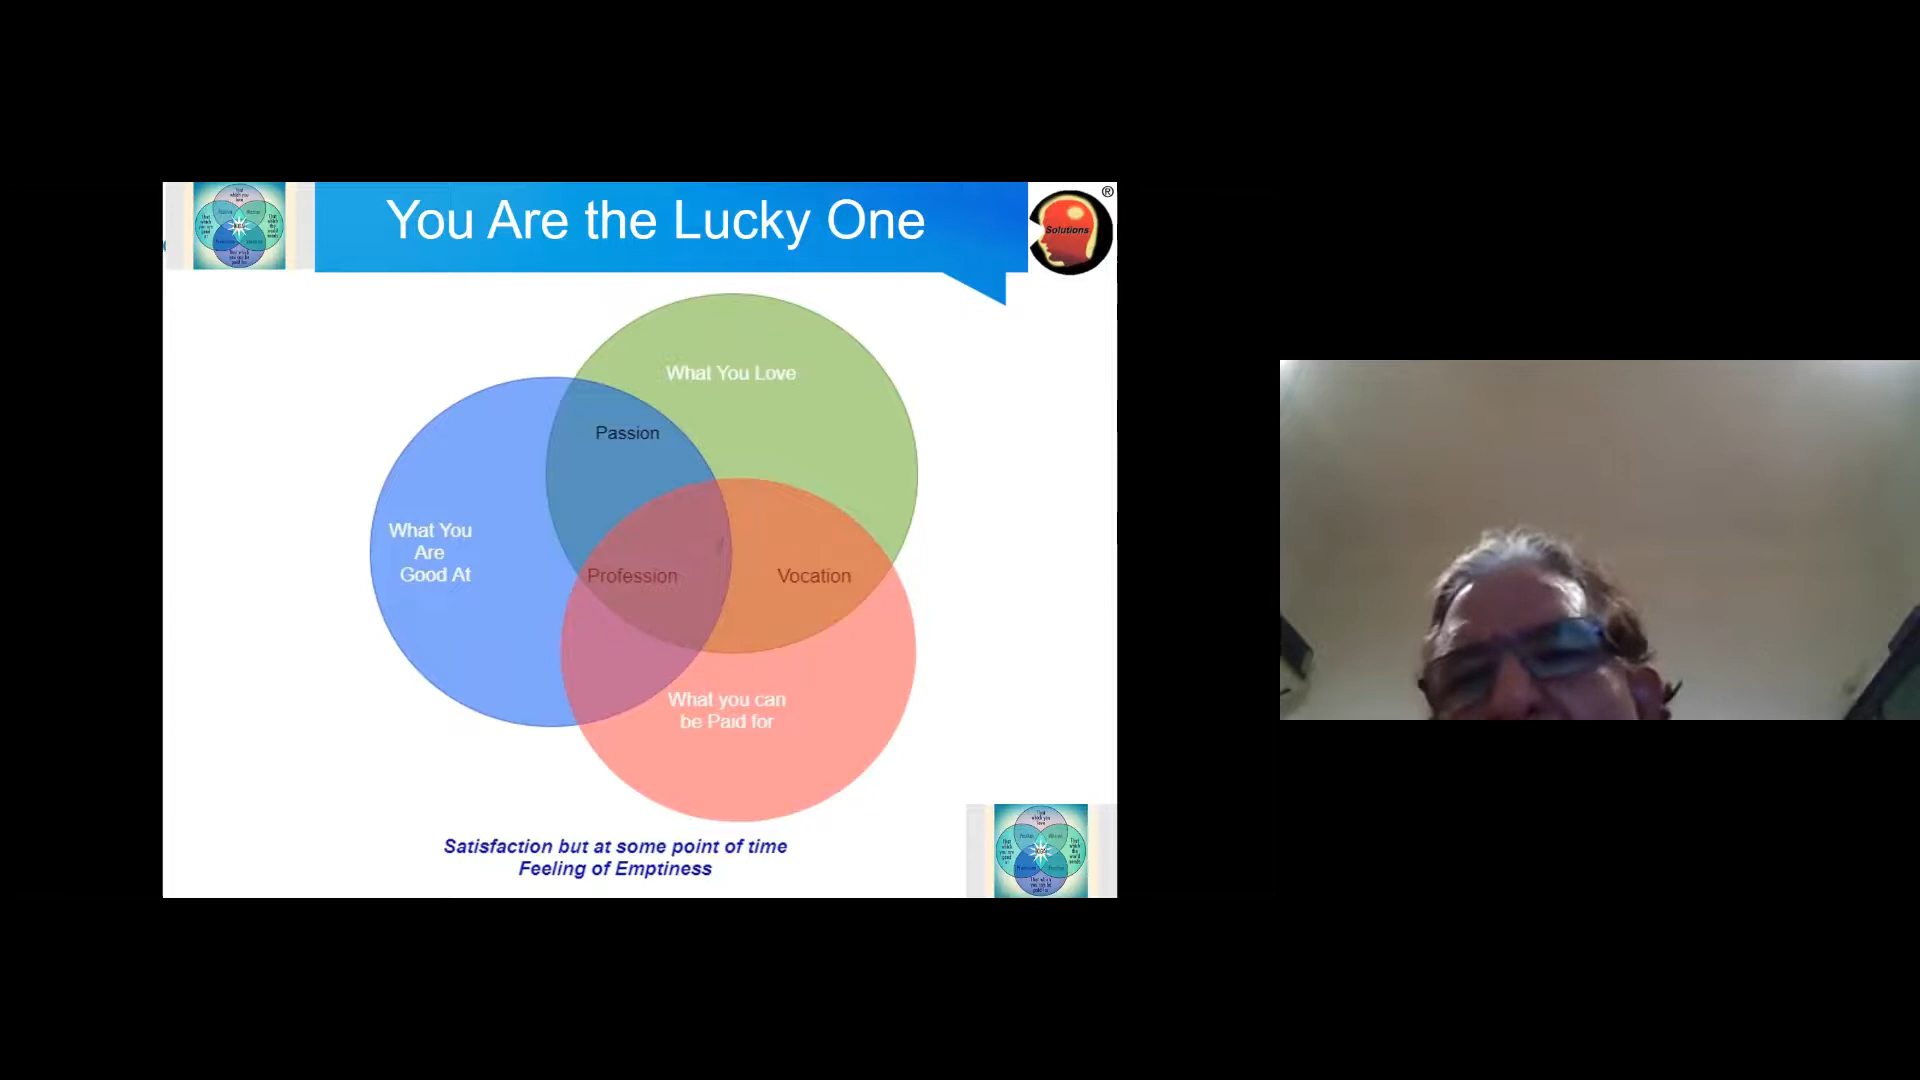 You Are the Lucky One
®
Solutions
What You Love
Passion
What You
Are
Good At
Profession
Vocation
What you can
be Paid for
Satisfaction but at some point of time
Feeling of Emptiness